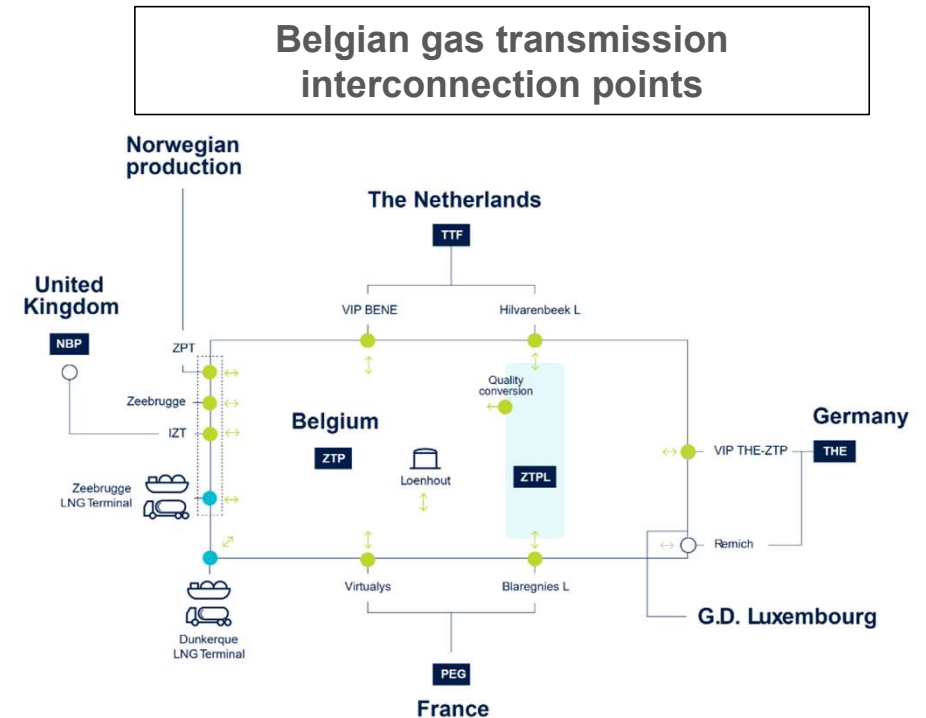 Belgian gas transmission
interconnection points
Norwegian
production
The Netherlands
TTF
United
Kingdom
NBP
VIP BENE
Hilvarenbeek L
ZPT
Quality
conversion
Zeebrugge
Belgium
Germany
IZT
ZTP
Loenhout
ZTPL
VIP THE-ZTP
THE
Zeebrugge
LNG Terminal
Remich
Virtualys
Blaregnies L
G.D. Luxembourg
Dunkerque
LNG Terminal
PEG
France